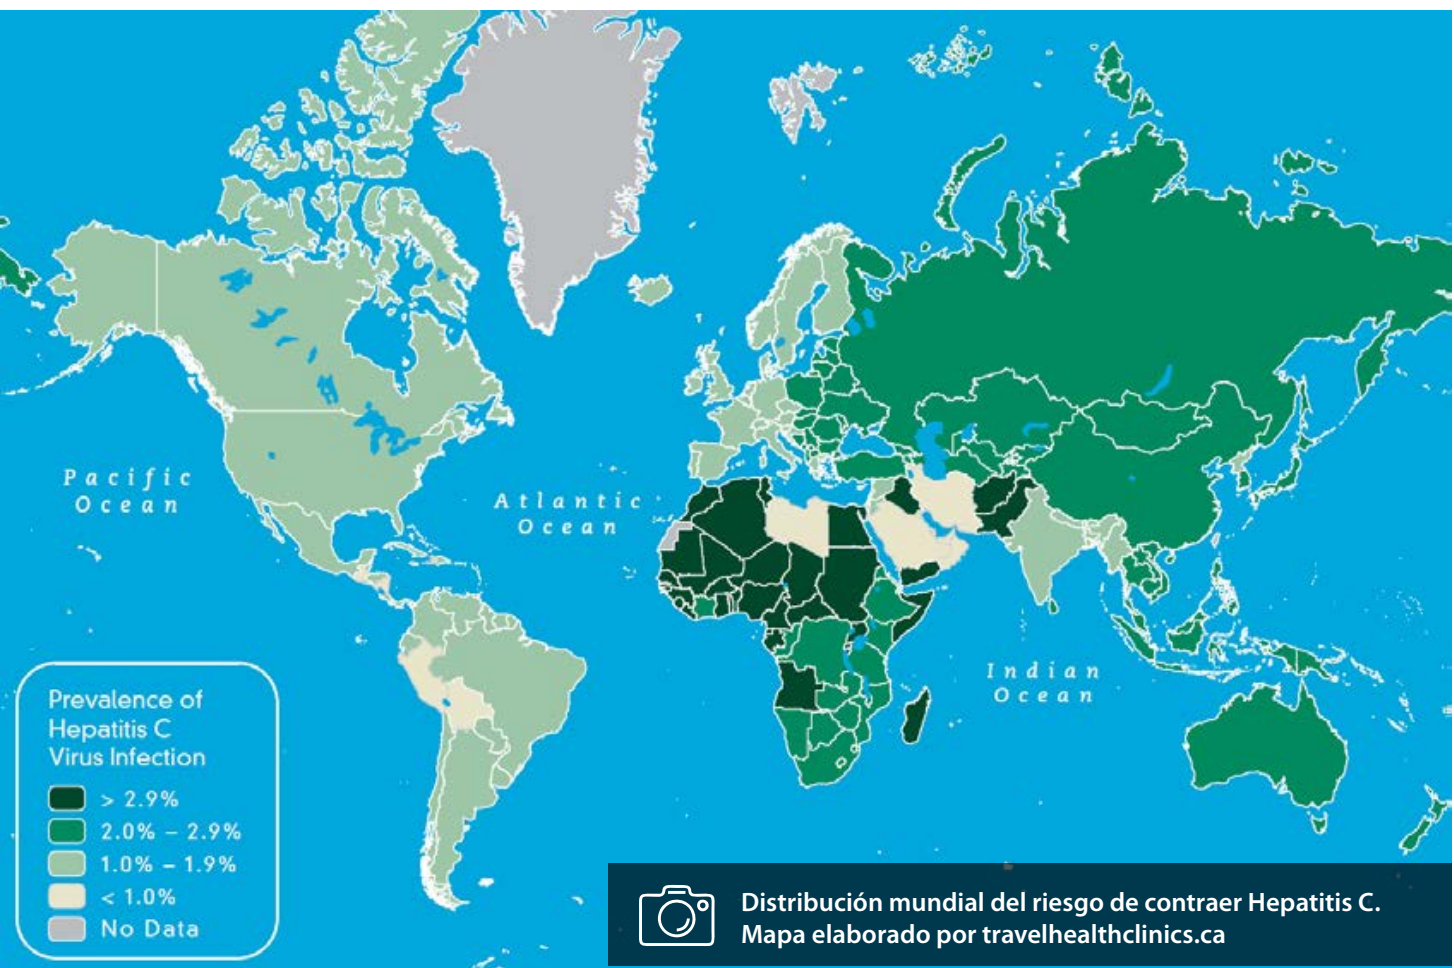 Pacific
Ocean
Atlantic
Ocean
Indian
Ocean
Prevalence of
Hepatitis C
Virus Infection
> 2.9%
2.0% – 2.9%
1.0% – 1.9%
< 1.0%
No Data
Distribución mundial del riesgo de contraer Hepatitis C.
Mapa elaborado por travelhealthclinics.ca